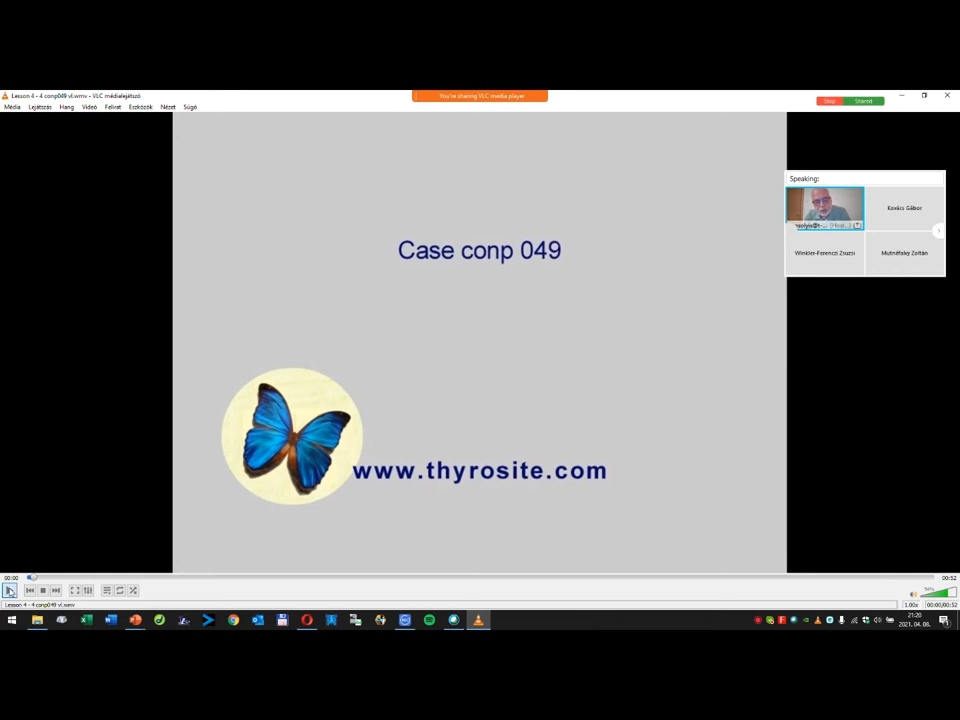 Lesson 4 - 4 conp049 vl.wmv - VLC médialejátszó
You're sharing VLC media player
Média Lejátszás Hang Videó Felirat Eszközök Nézet Súgó
Stop Shared
Speaking:
Kovács Gábor
Winkler-Ferenczi Zsuzsi
Mutnéfalvy Zoltán
Case conp 049
www.thyrosite.com
00:00
00:52
Lesson 4 - 4 conp049 vl.wmv
1.00x
00:00/00:52
21:20
2021. 04. 08.